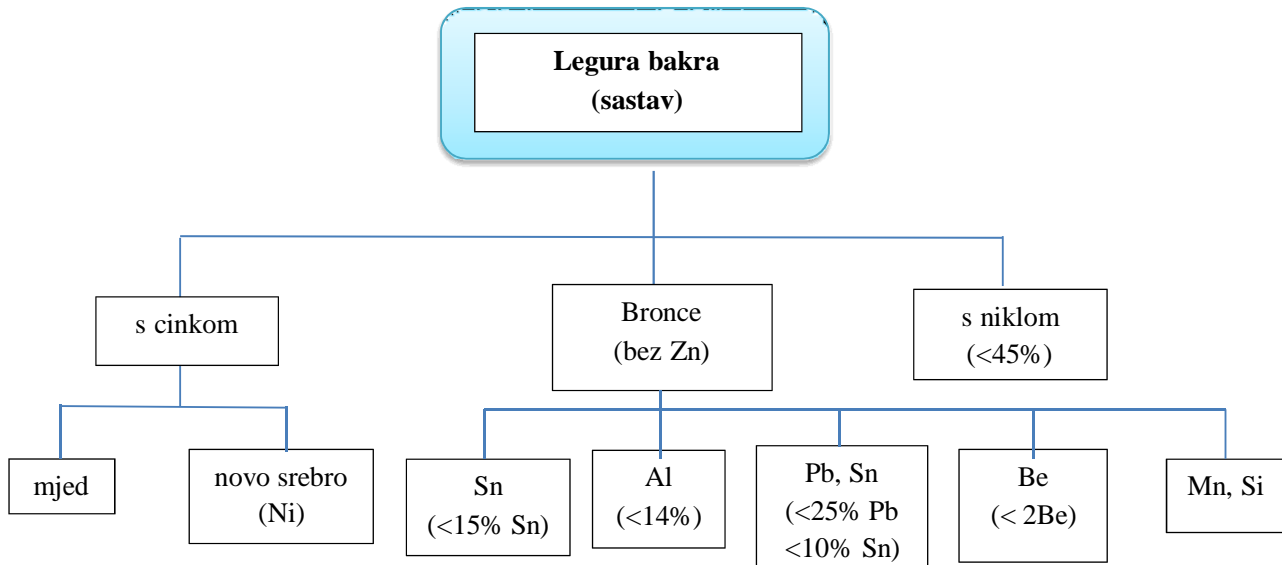 Legura bakra
(sastav)
s cinkom
Bronce
(bez Zn)
s niklom
(<45%)
mjed
novo srebro
(Ni)
Sn
(<15% Sn)
Al
(<14%)
Pb, Sn
(<25% Pb
<10% Sn)
Be
(< 2Be)
Mn, Si